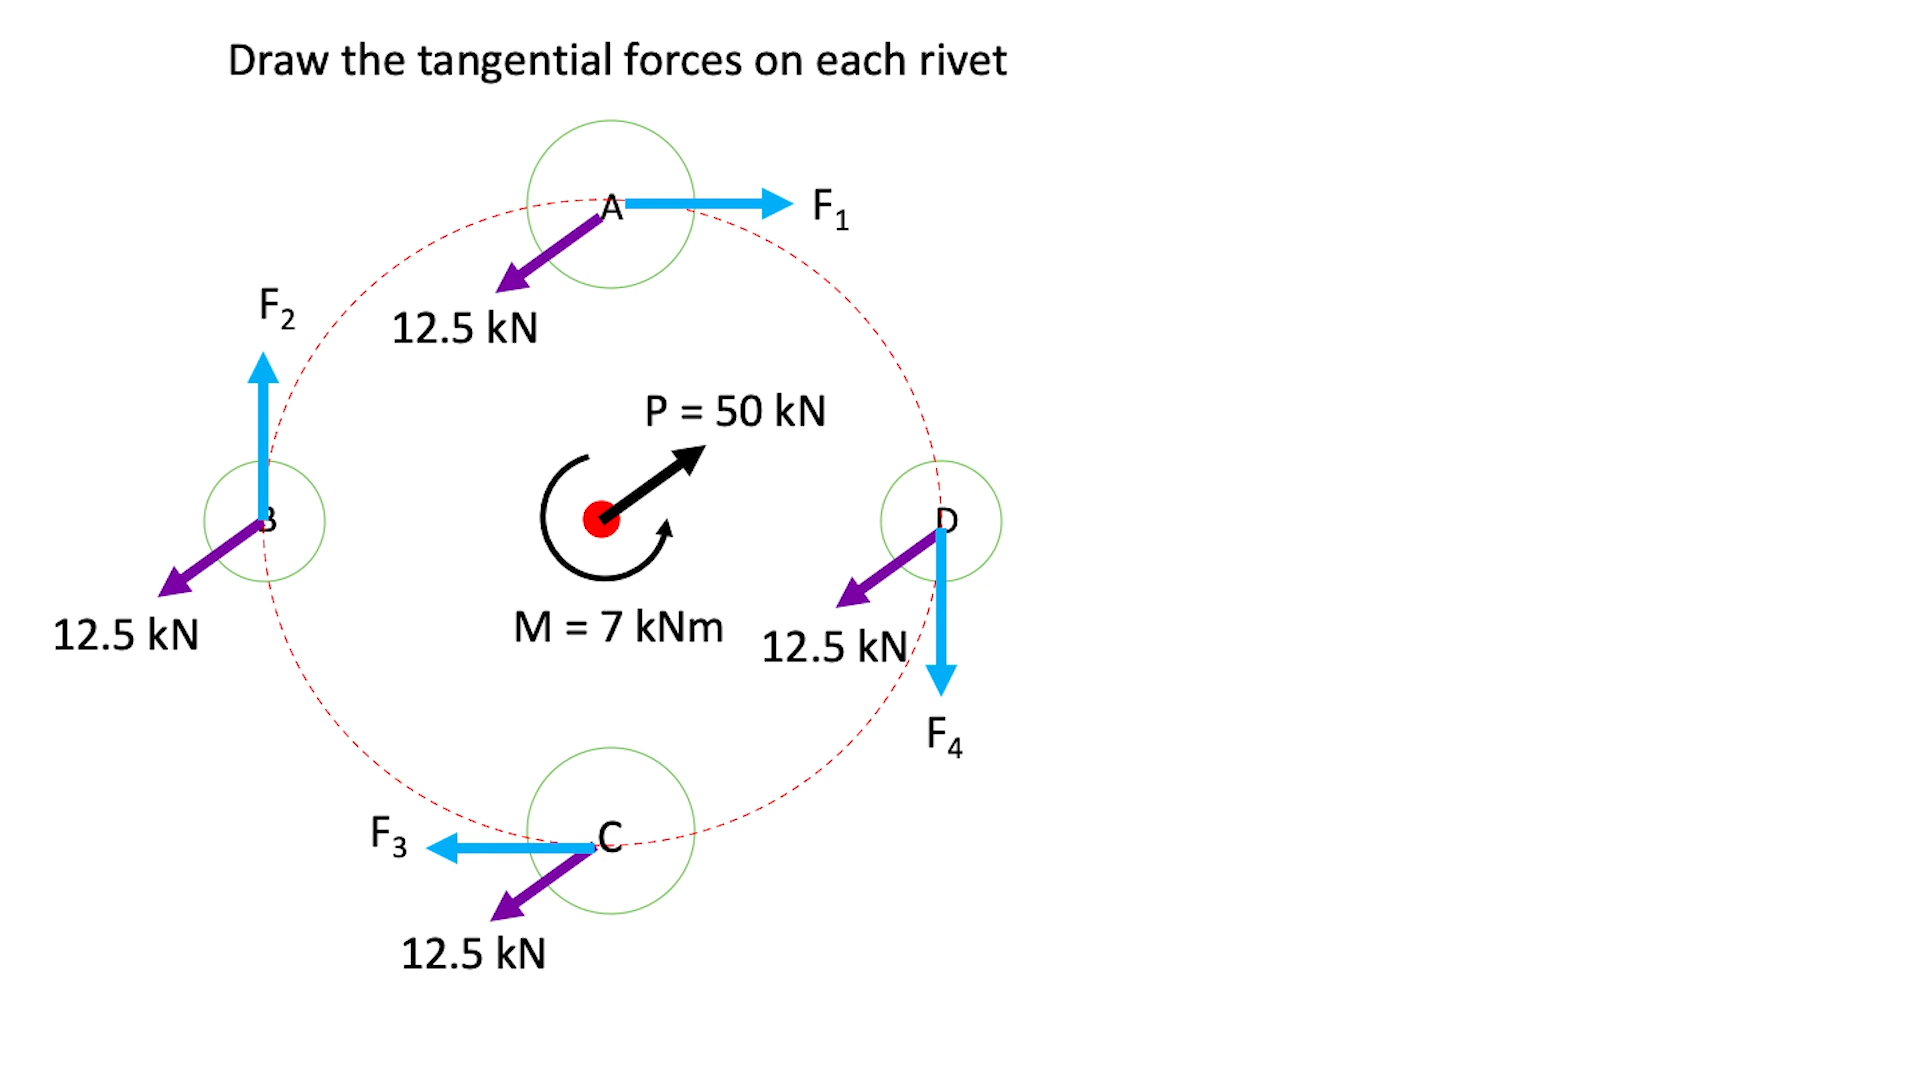 Draw the tangential forces on each rivet
A
F₁
F₂
12.5 kN
P = 50 kN
B
D
M = 7 kNm
12.5 kN
12.5 kN
F₄
F₃
C
12.5 kN